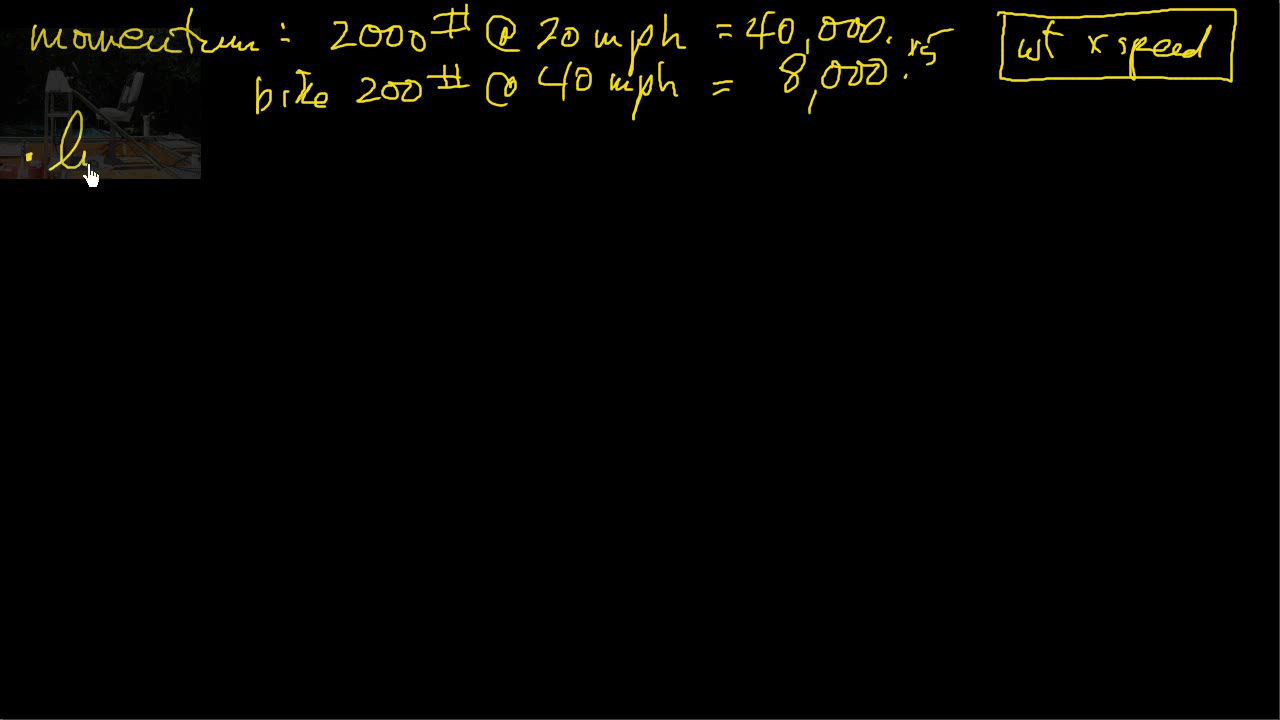 momentum: 2000# @ 20 mph = 40,000. x5 wt x speed
bike 200# @ 40 mph = 8,000.